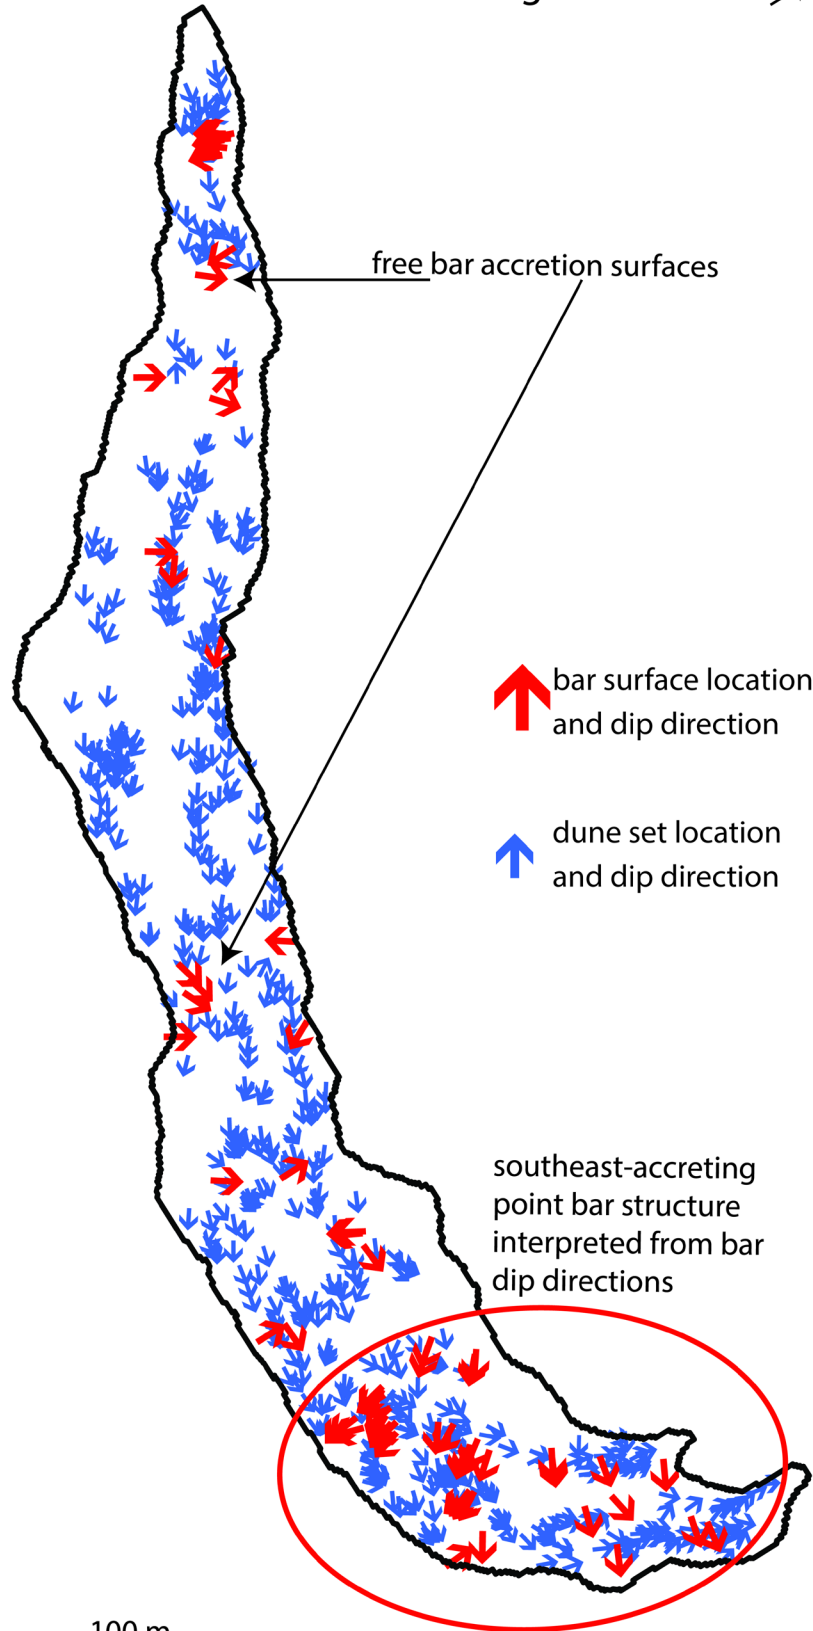 free bar accretion surfaces
bar surface location
and dip direction
dune set location
and dip direction
southeast-accreting
point bar structure
interpreted from bar
dip directions
100 m